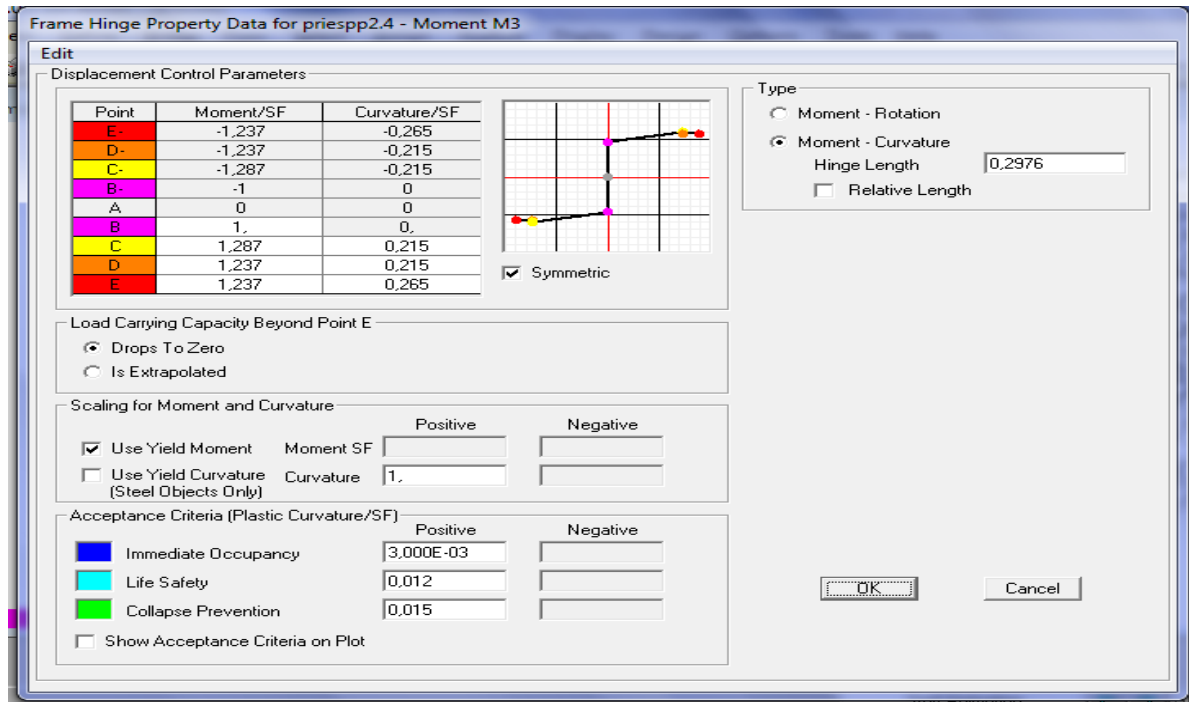 Frame Hinge Property Data for priespp2.4 - Moment M3
Edit
Displacement Control Parameters
Point Moment/SF Curvature/SF
E- -1,237 -0,265
D- -1,237 -0,215
C- -1,287 -0,215
B- -1 0
A 0 0
B 1, 0,
C 1,287 0,215
D 1,237 0,215
E 1,237 0,265
Symmetric
Type
Moment - Rotation
Moment - Curvature
Hinge Length 0,2976
Relative Length
Load Carrying Capacity Beyond Point E
Drops To Zero
Is Extrapolated
Scaling for Moment and Curvature
Positive Negative
Use Yield Moment Moment SF
Use Yield Curvature Curvature 1,
(Steel Objects Only)
Acceptance Criteria (Plastic Curvature/SF)
Positive Negative
Immediate Occupancy 3,000E-03
Life Safety 0,012
Collapse Prevention 0,015
Show Acceptance Criteria on Plot
OK Cancel